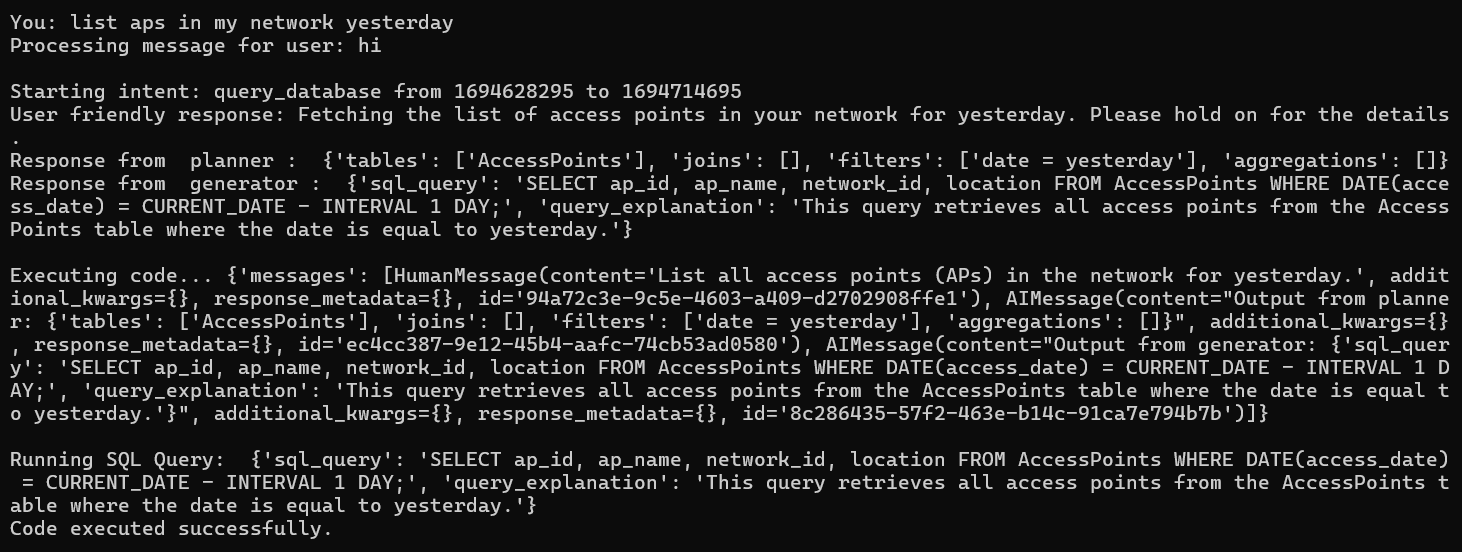 You: list aps in my network yesterday
Processing message for user: hi
Starting intent: query_database from 1694628295 to 1694714695
User friendly response: Fetching the list of access points in your network for yesterday. Please hold on for the details
.
Response from  planner :  {'tables': ['AccessPoints'], 'joins': [], 'filters': ['date = yesterday'], 'aggregations': []}
Response from  generator :  {'sql_query': 'SELECT ap_id, ap_name, network_id, location FROM AccessPoints WHERE DATE(acce
ss_date) = CURRENT_DATE - INTERVAL 1 DAY;', 'query_explanation': 'This query retrieves all access points from the Access
Points table where the date is equal to yesterday.'}
Executing code... {'messages': [HumanMessage(content='List all access points (APs) in the network for yesterday.', addit
ional_kwargs={}, response_metadata={}, id='94a72c3e-9c5e-4603-a409-d2702908ffe1'), AIMessage(content="Output from planne
r: {'tables': ['AccessPoints'], 'joins': [], 'filters': ['date = yesterday'], 'aggregations': []}", additional_kwargs={}
, response_metadata={}, id='ec4cc387-9e12-45b4-aafc-74cb53ad0580'), AIMessage(content="Output from generator: {'sql_quer
y': 'SELECT ap_id, ap_name, network_id, location FROM AccessPoints WHERE DATE(access_date) = CURRENT_DATE - INTERVAL 1 D
AY;', 'query_explanation': 'This query retrieves all access points from the AccessPoints table where the date is equal t
o yesterday.'}", additional_kwargs={}, response_metadata={}, id='8c286435-57f2-463e-b14c-91ca7e794b7b')]}
Running SQL Query:  {'sql_query': 'SELECT ap_id, ap_name, network_id, location FROM AccessPoints WHERE DATE(access_date)
 = CURRENT_DATE - INTERVAL 1 DAY;', 'query_explanation': 'This query retrieves all access points from the AccessPoints t
able where the date is equal to yesterday.'}
Code executed successfully.